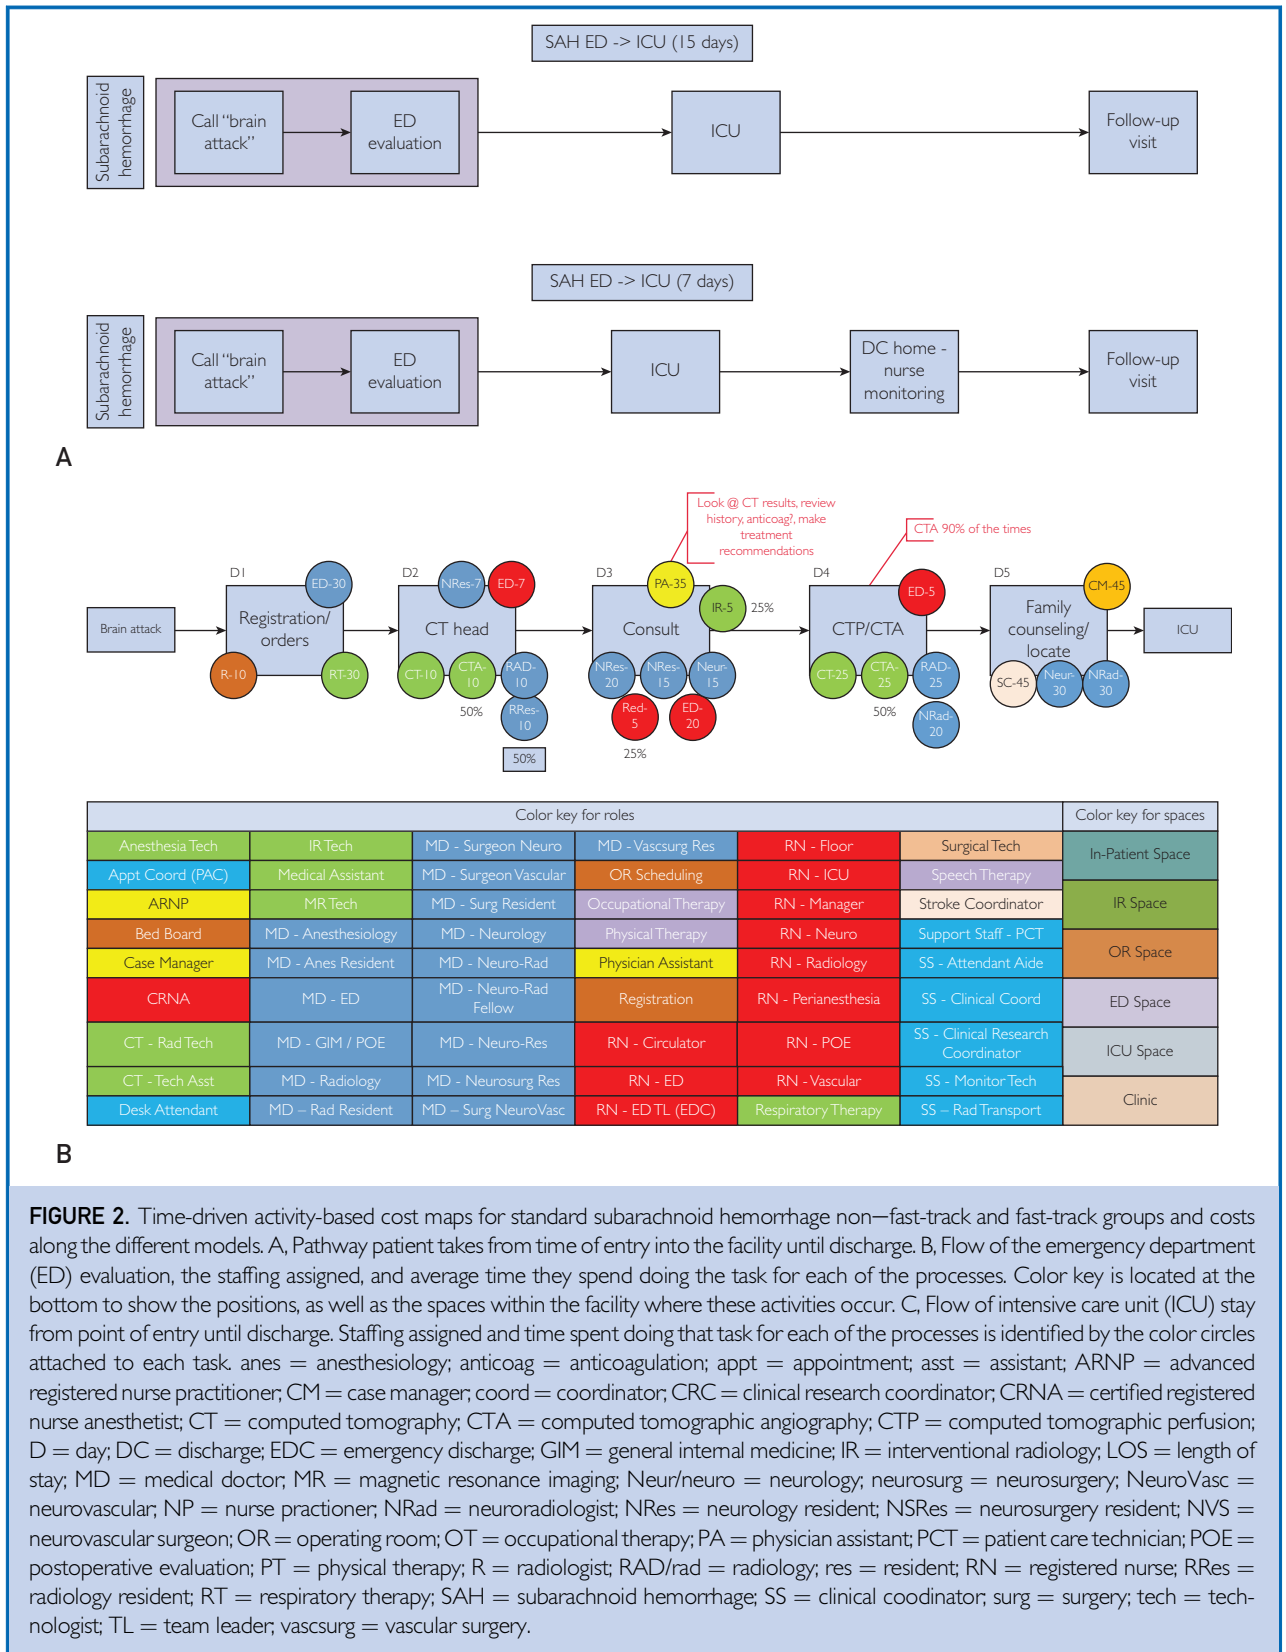 SAH ED -> ICU (15 days)
Subarachnoid
hemorrhage
Call “brain
attack”
ED
evaluation
ICU
Follow-up
visit
SAH ED -> ICU (7 days)
Subarachnoid
hemorrhage
Call “brain
attack”
ED
evaluation
ICU
DC home -
nurse
monitoring
Follow-up
visit
A
Look @ CT results, review
history, anticoag?, make
treatment
recommendations
CTA 90% of the times
Brain attack
D1
ED-30
Registration/
orders
R-10
RT-30
D2
NRes-7
ED-7
CT head
CT-10
CTA-
10
50%
RAD-
10
RRes-
10
50%
D3
PA-35
IR-5
25%
Consult
NRes-
20
NRes-
15
Neur-
15
Red-
5
25%
ED-
20
D4
ED-5
CTP/CTA
CT-25
CTA-
25
50%
RAD-
25
NRad-
20
D5
CM-45
Family
counseling/
locate
SC-45
Neur-
30
NRad-
30
ICU
Color key for roles
Color key for spaces
Anesthesia Tech
IR Tech
MD - Surgeon Neuro
MD - Vascsurg Res
RN - Floor
Surgical Tech
Appt Coord (PAC)
Medical Assistant
MD - Surgeon Vascular
OR Scheduling
RN - ICU
Speech Therapy
ARNP
MR Tech
MD - Surg Resident
Occupational Therapy
RN - Manager
Stroke Coordinator
Bed Board
MD - Anesthesiology
MD - Neurology
Physical Therapy
RN - Neuro
Support Staff - PCT
Case Manager
MD - Anes Resident
MD - Neuro-Rad
Physician Assistant
RN - Radiology
SS - Attendant Aide
CRNA
MD - ED
MD - Neuro-Rad
Fellow
Registration
RN - Perianesthesia
SS - Clinical Coord
CT - Rad Tech
MD - GIM / POE
MD - Neuro-Res
RN - Circulator
RN - POE
SS - Clinical Research
Coordinator
CT - Tech Asst
MD - Radiology
MD - Neurosurg Res
RN - ED
RN - Vascular
SS - Monitor Tech
Desk Attendant
MD – Rad Resident
MD – Surg NeuroVasc
RN - ED TL (EDC)
Respiratory Therapy
SS – Rad Transport
In-Patient Space
IR Space
OR Space
ED Space
ICU Space
Clinic
B
FIGURE 2. Time-driven activity-based cost maps for standard subarachnoid hemorrhage non–fast-track and fast-track groups and costs
along the different models. A, Pathway patient takes from time of entry into the facility until discharge. B, Flow of the emergency department
(ED) evaluation, the staffing assigned, and average time they spend doing the task for each of the processes. Color key is located at the
bottom to show the positions, as well as the spaces within the facility where these activities occur. C, Flow of intensive care unit (ICU) stay
from point of entry until discharge. Staffing assigned and time spent doing that task for each of the processes is identified by the color circles
attached to each task. anes = anesthesiology; anticoag = anticoagulation; appt = appointment; asst = assistant; ARNP = advanced
registered nurse practitioner; CM = case manager; coord = coordinator; CRC = clinical research coordinator; CRNA = certified registered
nurse anesthetist; CT = computed tomography; CTA = computed tomographic angiography; CTP = computed tomographic perfusion;
D = day; DC = discharge; EDC = emergency discharge; GIM = general internal medicine; IR = interventional radiology; LOS = length of
stay; MD = medical doctor; MR = magnetic resonance imaging; Neur/neuro = neurology; neurosurg = neurosurgery; NeuroVasc =
neurovascular; NP = nurse practioner; NRad = neuroradiologist; NRes = neurology resident; NSRes = neurosurgery resident; NVS =
neurovascular surgeon; OR = operating room; OT = occupational therapy; PA = physician assistant; PCT = patient care technician; POE =
postoperative evaluation; PT = physical therapy; R = radiologist; RAD/rad = radiology; res = resident; RN = registered nurse; RRes =
radiology resident; RT = respiratory therapy; SAH = subarachnoid hemorrhage; SS = clinical coodinator; surg = surgery; tech = tech-
nologist; TL = team leader; vascsurg = vascular surgery.